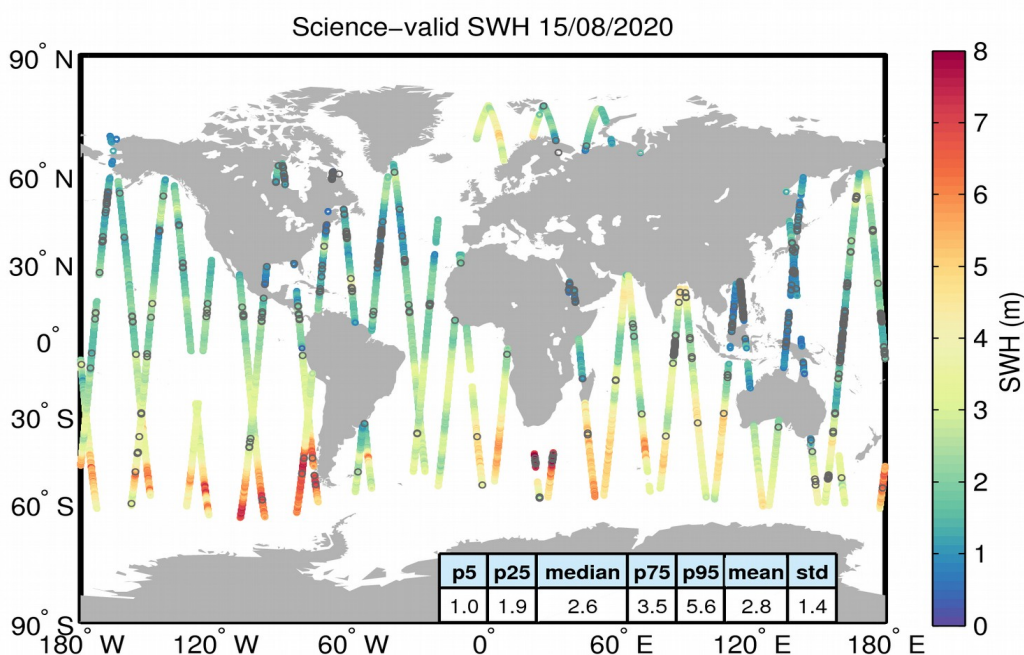 Science-valid SWH 15/08/2020
90° N
60° N
30° N
0°
30° S
60° S
90° S
180° W
120° W
60° W
0°
60° E
120° E
180° E
p5 p25 median p75 p95 mean std
1.0 1.9 2.6 3.5 5.6 2.8 1.4
8
7
6
5
4
3
2
1
0
SWH (m)